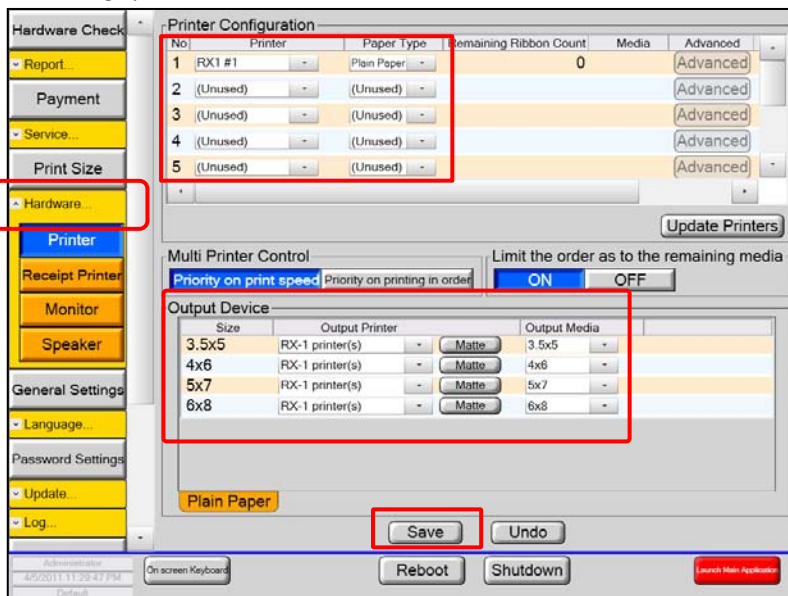 Hardware Check
Report...
Payment
Service...
Print Size
Hardware...
Printer
Receipt Printer
Monitor
Speaker
General Settings
Language...
Password Settings
Update...
Log...
Printer Configuration
No Printer Paper Type Remaining Ribbon Count Media Advanced
1 RX1 #1 Plain Paper 0 Advanced
2 (Unused) (Unused) Advanced
3 (Unused) (Unused) Advanced
4 (Unused) (Unused) Advanced
5 (Unused) (Unused) Advanced
Update Printers
Multi Printer Control
Priority on print speed Priority on printing in order
Limit the order as to the remaining media
ON OFF
Output Device
Size Output Printer Output Media
3.5x5 RX-1 printer(s) Matte 3.5x5
4x6 RX-1 printer(s) Matte 4x6
5x7 RX-1 printer(s) Matte 5x7
6x8 RX-1 printer(s) Matte 6x8
Plain Paper
Save Undo
Administrator
4/5/2011 11:29:47 PM
Default
On screen Keyboard
Reboot Shutdown
Launch Main Application